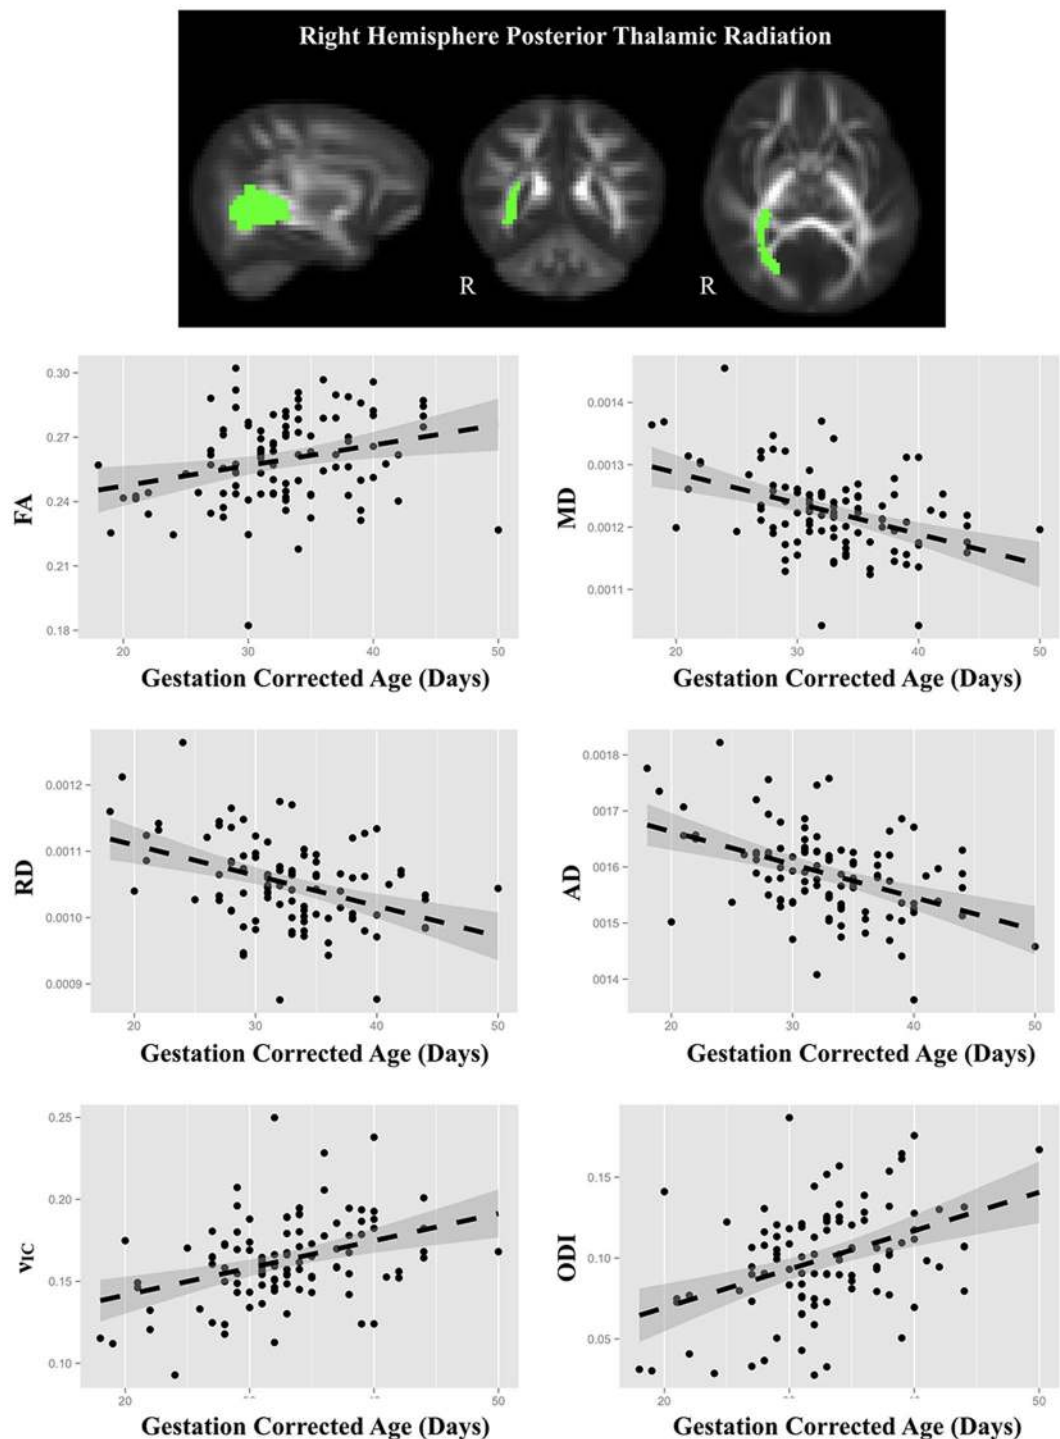 Right Hemisphere Posterior Thalamic Radiation
R R
0.30
0.27
0.24
0.21
0.18
FA
20 30 40 50
Gestation Corrected Age (Days)
0.0014
0.0013
0.0012
0.0011
MD
20 30 40 50
Gestation Corrected Age (Days)
0.0012
0.0011
0.0010
0.0009
RD
20 30 40 50
Gestation Corrected Age (Days)
0.0018
0.0017
0.0016
0.0015
0014
AD
20 30 40 50
Gestation Corrected Age (Days)
0.25
0.20
0.15
0.10
νIC
20 40 50
Gestation Corrected Age (Days)
0.15
0.10
0.05
ODI
20 50
Gestation Corrected Age (Days)